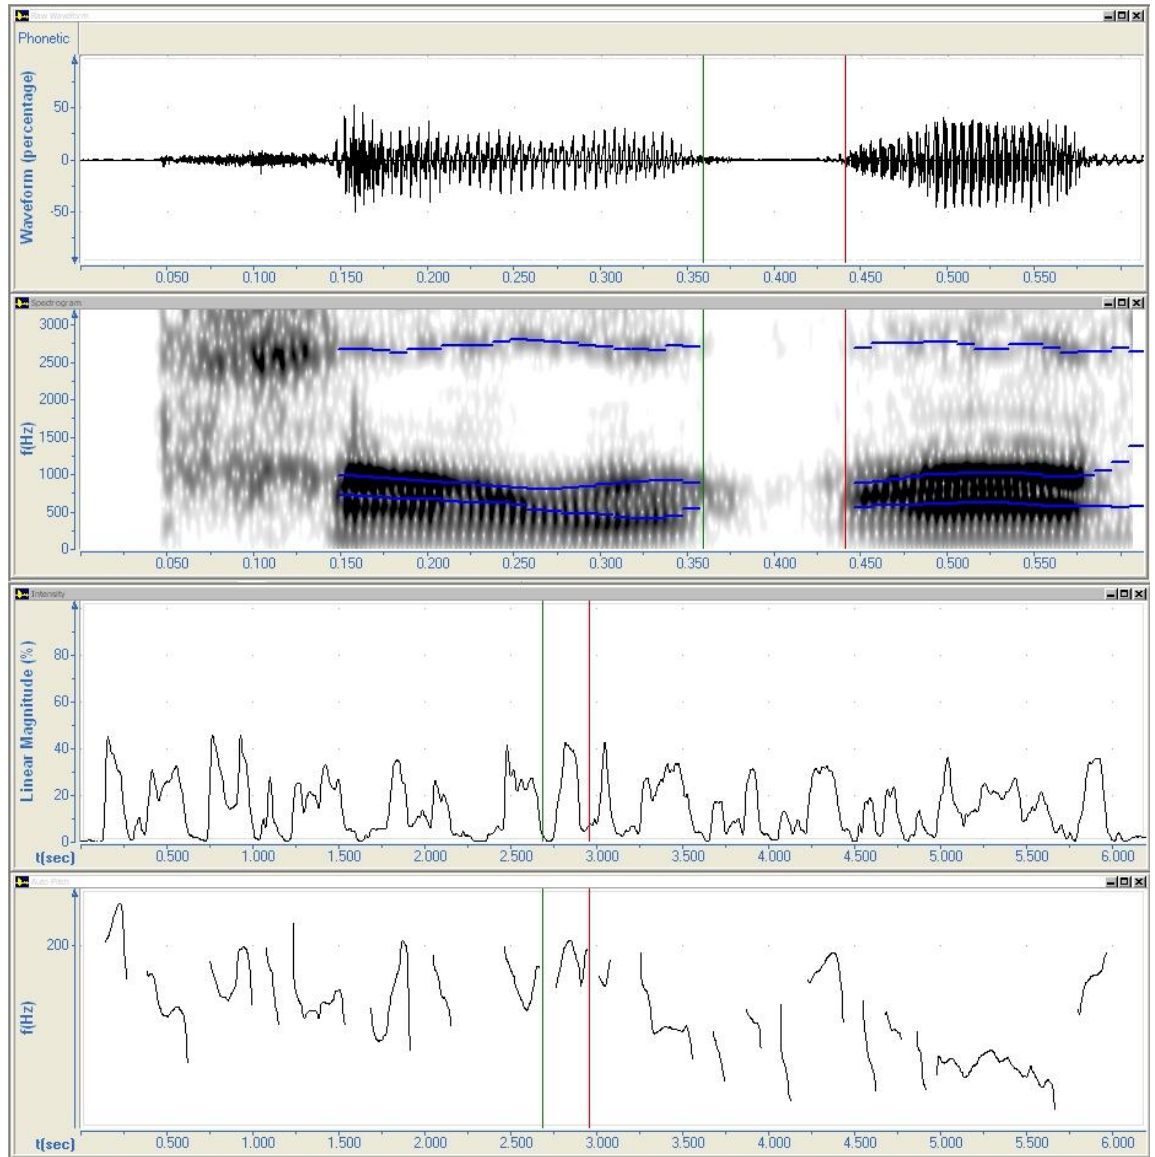 Raw Waveform
Phonetic
Waveform (percentage)
50
0
-50
0.050 0.100 0.150 0.200 0.250 0.300 0.350 0.400 0.450 0.500 0.550
Spectrogram
f(Hz)
3000
2500
2000
1500
1000
500
0
0.050 0.100 0.150 0.200 0.250 0.300 0.350 0.400 0.450 0.500 0.550
Intensity
Linear Magnitude (%)
80
60
40
20
0
t(sec) 0.500 1.000 1.500 2.000 2.500 3.000 3.500 4.000 4.500 5.000 5.500 6.000
Auto Pitch
f(Hz)
200
t(sec) 0.500 1.000 1.500 2.000 2.500 3.000 3.500 4.000 4.500 5.000 5.500 6.000